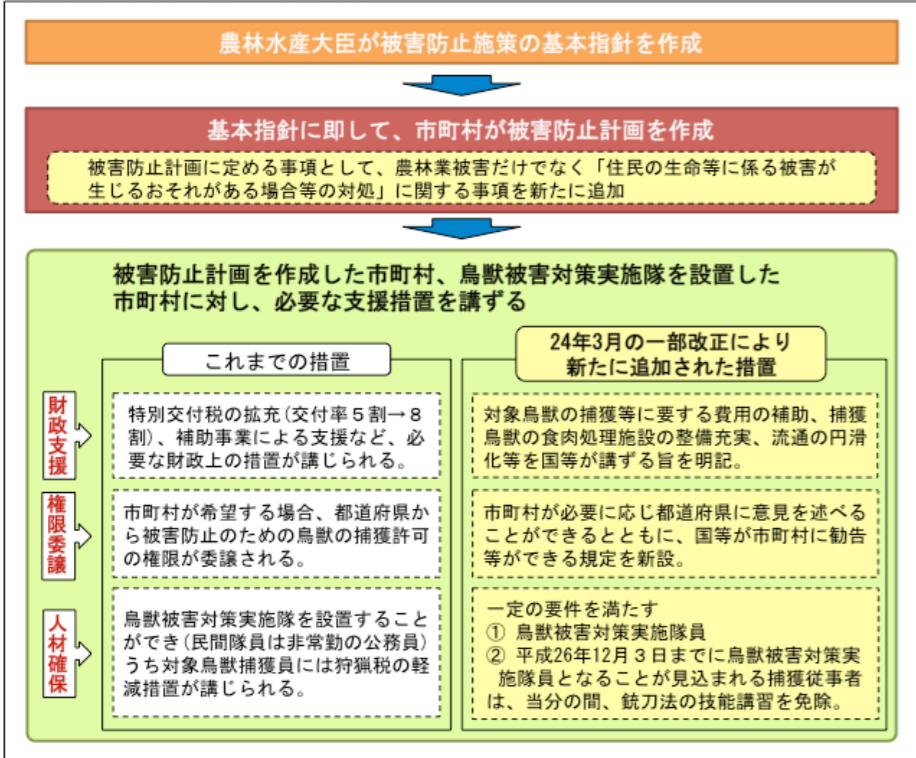 農林水産大臣が被害防止施策の基本指針を作成
基本指針に即して、市町村が被害防止計画を作成
被害防止計画に定める事項として、農林業被害だけでなく「住民の生命等に係る被害が
生じるおそれがある場合等の対処」に関する事項を新たに追加
被害防止計画を作成した市町村、鳥獣被害対策実施隊を設置した
市町村に対し、必要な支援措置を講ずる
これまでの措置
24年3月の一部改正により
新たに追加された措置
財政支援
特別交付税の拡充(交付率5割→8
割)、補助事業による支援など、必
要な財政上の措置が講じられる。
対象鳥獣の捕獲等に要する費用の補助、捕獲
鳥獣の食肉処理施設の整備充実、流通の円滑
化等を国等が講ずる旨を明記。
権限委譲
市町村が希望する場合、都道府県か
ら被害防止のための鳥獣の捕獲許可
の権限が委譲される。
市町村が必要に応じ都道府県に意見を述べる
ことができるとともに、国等が市町村に勧告
等ができる規定を新設。
人材確保
鳥獣被害対策実施隊を設置すること
ができ(民間隊員は非常勤の公務員)
うち対象鳥獣捕獲員には狩猟税の軽
減措置が講じられる。
一定の要件を満たす
① 鳥獣被害対策実施隊員
② 平成26年12月3日までに鳥獣被害対策実
施隊員となることが見込まれる捕獲従事者
は、当分の間、銃刀法の技能講習を免除。